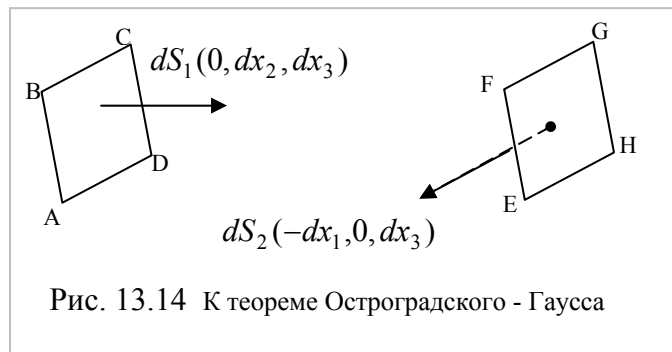 C
G
dS₁(0, dx₂, dx₃)
B
F
D
H
A
E
dS₂(−dx₁, 0, dx₃)
Рис. 13.14 К теореме Остроградского - Гаусса